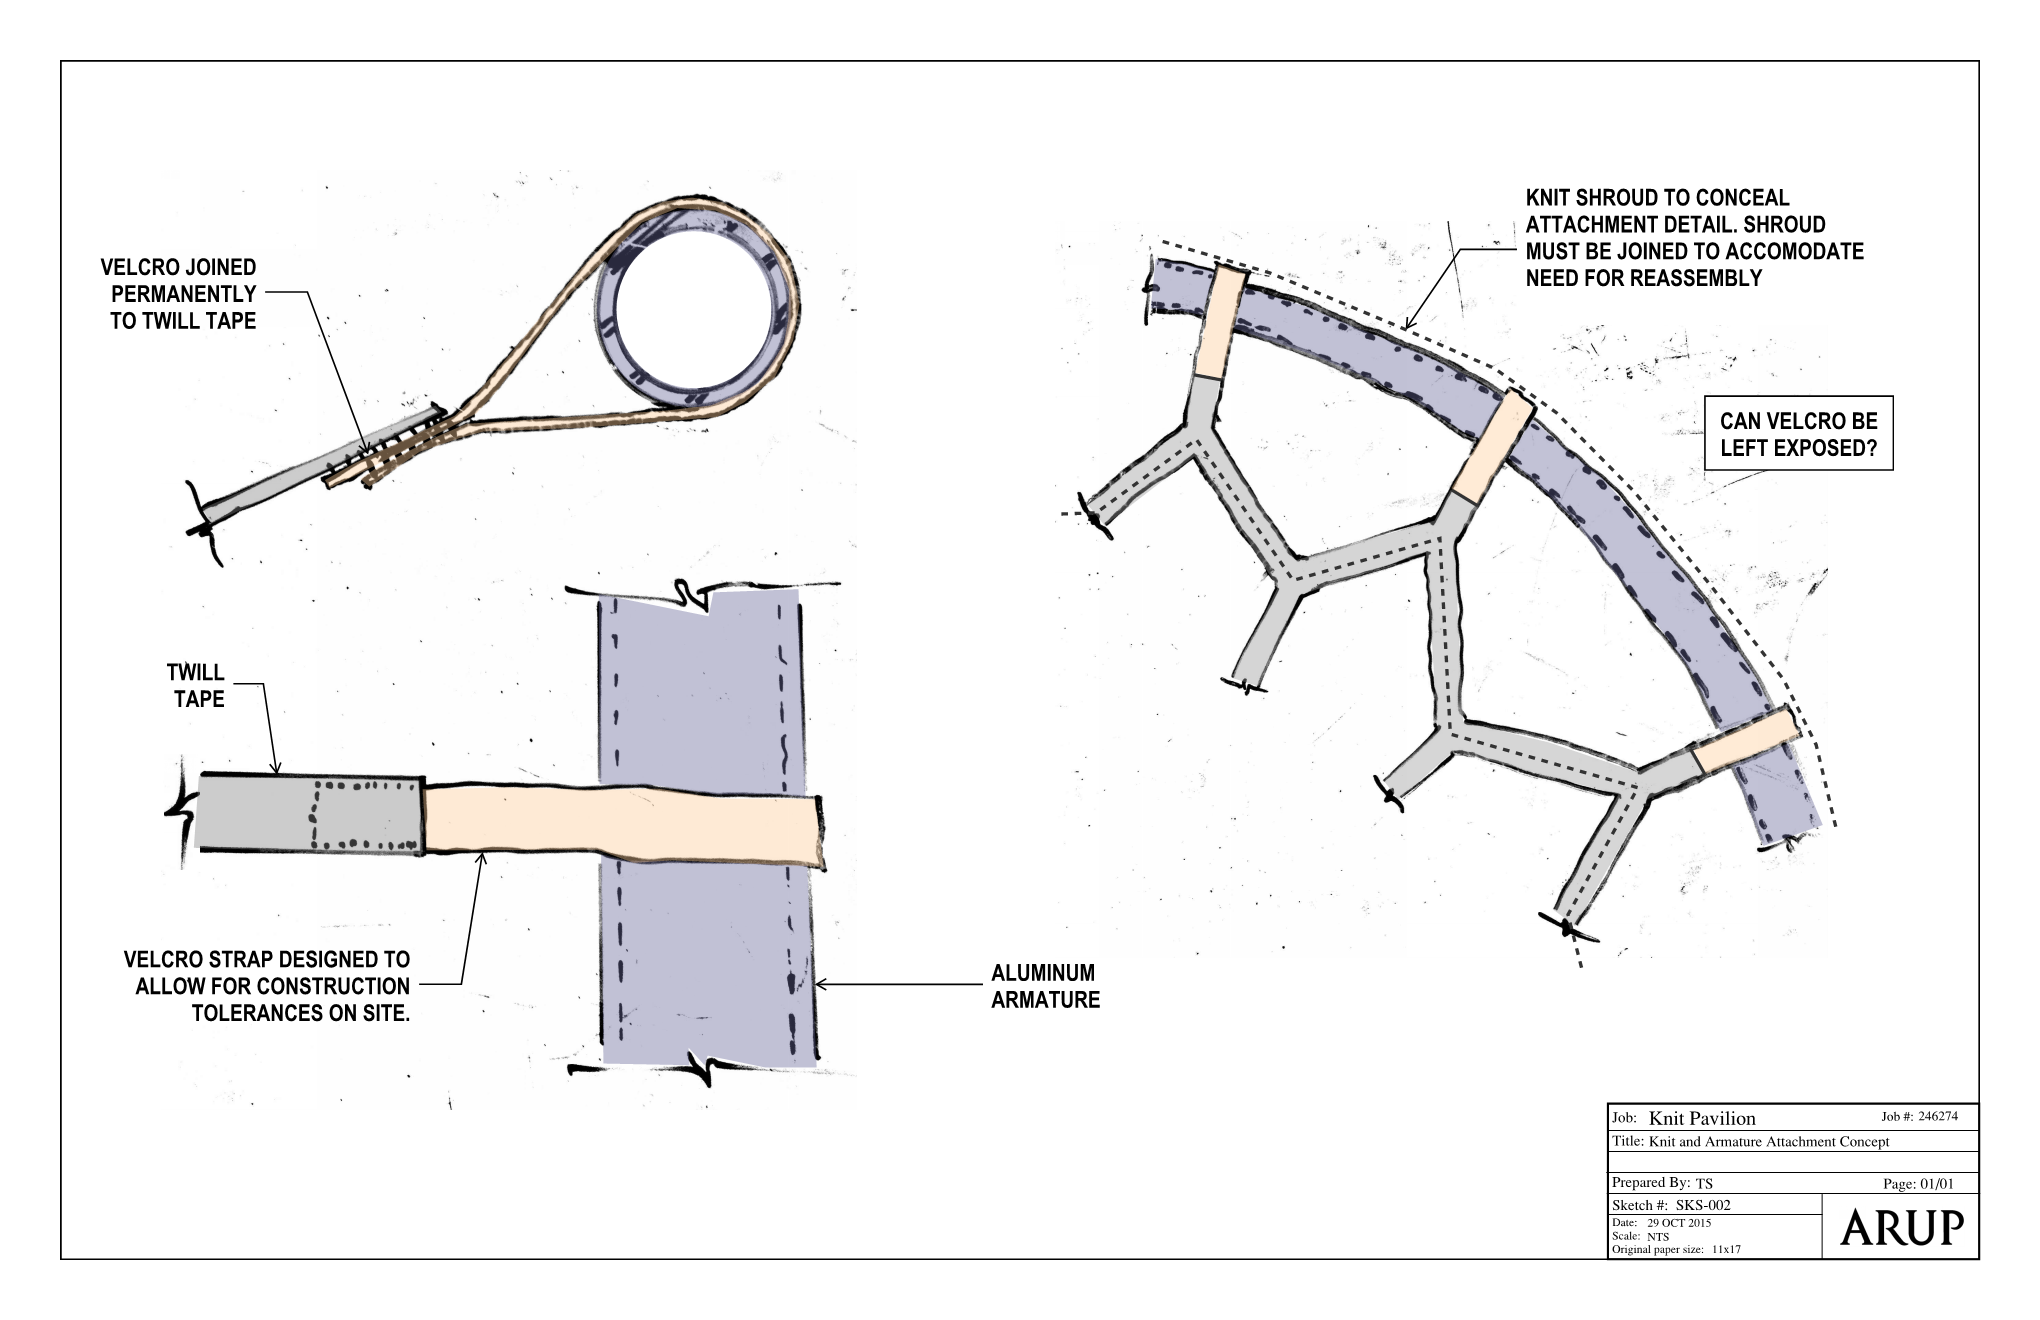 VELCRO JOINED
PERMANENTLY
TO TWILL TAPE
TWILL
TAPE
VELCRO STRAP DESIGNED TO
ALLOW FOR CONSTRUCTION
TOLERANCES ON SITE.
ALUMINUM
ARMATURE
KNIT SHROUD TO CONCEAL
ATTACHMENT DETAIL. SHROUD
MUST BE JOINED TO ACCOMODATE
NEED FOR REASSEMBLY
CAN VELCRO BE
LEFT EXPOSED?
Job: Knit Pavilion Job #: 246274
Title: Knit and Armature Attachment Concept
Prepared By: TS Page: 01/01
Sketch #: SKS-002
Date: 29 OCT 2015
Scale: NTS
Original paper size: 11x17
ARUP